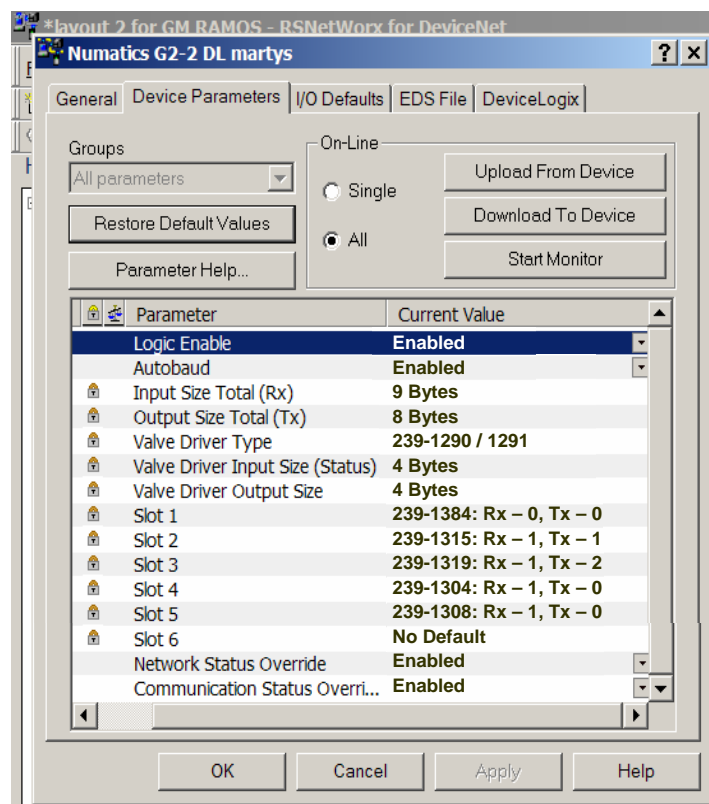 *layout 2 for GM RAMOS - RSNetWorx for DeviceNet
Numatics G2-2 DL martys
General Device Parameters I/O Defaults EDS File DeviceLogix
Groups
All parameters
Restore Default Values
Parameter Help...
On-Line
Single
All
Upload From Device
Download To Device
Start Monitor
Parameter Current Value
Logic Enable Enabled
Autobaud Enabled
Input Size Total (Rx) 9 Bytes
Output Size Total (Tx) 8 Bytes
Valve Driver Type 239-1290 / 1291
Valve Driver Input Size (Status) 4 Bytes
Valve Driver Output Size 4 Bytes
Slot 1 239-1384: Rx – 0, Tx – 0
Slot 2 239-1315: Rx – 1, Tx – 1
Slot 3 239-1319: Rx – 1, Tx – 2
Slot 4 239-1304: Rx – 1, Tx – 0
Slot 5 239-1308: Rx – 1, Tx – 0
Slot 6 No Default
Network Status Override Enabled
Communication Status Overri... Enabled
OK Cancel Apply Help